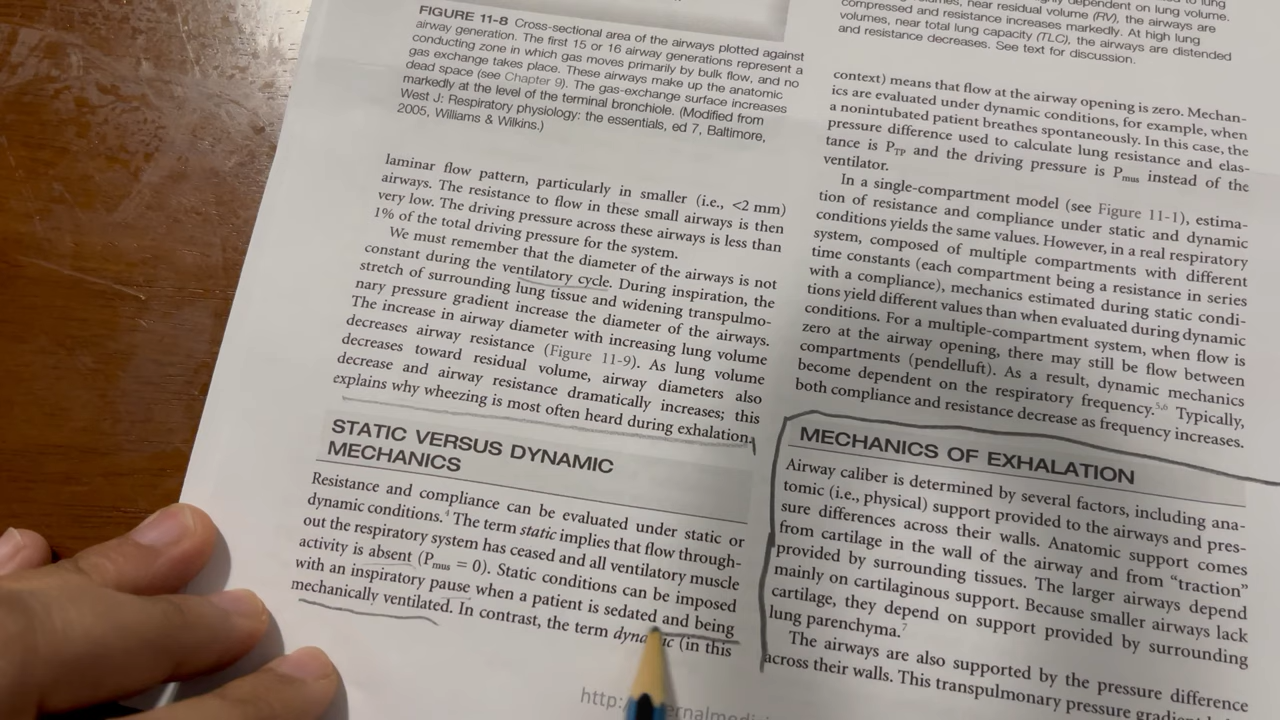 FIGURE 11-8 Cross-sectional area of the airways plotted against
airway generation. The first 15 or 16 airway generations represent a
conducting zone in which gas moves primarily by bulk flow, and no
gas exchange takes place. These airways make up the anatomic
dead space (see Chapter 9). The gas-exchange surface increases
markedly at the level of the terminal bronchiole. (Modified from
West J: Respiratory physiology: the essentials, ed 7, Baltimore,
2005, Williams & Wilkins.)
laminar flow pattern, particularly in smaller (i.e., <2 mm)
airways. The resistance to flow in these small airways is then
very low. The driving pressure across these airways is less than
1% of the total driving pressure for the system.
We must remember that the diameter of the airways is not
constant during the ventilatory cycle. During inspiration, the
stretch of surrounding lung tissue and widening transpulmo-
nary pressure gradient increase the diameter of the airways.
The increase in airway diameter with increasing lung volume
decreases airway resistance (Figure 11-9). As lung volume
decreases toward residual volume, airway diameters also
decrease and airway resistance dramatically increases; this
explains why wheezing is most often heard during exhalation.
STATIC VERSUS DYNAMIC
MECHANICS
Resistance and compliance can be evaluated under static or
dynamic conditions.4 The term static implies that flow through-
out the respiratory system has ceased and all ventilatory muscle
activity is absent (Pmus = 0). Static conditions can be imposed
with an inspiratory pause when a patient is sedated and being
mechanically ventilated. In contrast, the term (in this
near residual volume (RV), the airways are
compressed and resistance increases markedly. At high lung
volumes, near total lung capacity (TLC), the airways are distended
and resistance decreases. See text for discussion.
context) means that flow at the airway opening is zero. Mechan-
ics are evaluated under dynamic conditions, for example, when
a nonintubated patient breathes spontaneously. In this case, the
pressure difference used to calculate lung resistance and elas-
tance is PTP and the driving pressure is Pmus instead of the
ventilator.
In a single-compartment model (see Figure 11-1), estima-
tion of resistance and compliance under static and dynamic
conditions yields the same values. However, in a real respiratory
system, composed of multiple compartments with different
time constants (each compartment being a resistance in series
with a compliance), mechanics estimated during static condi-
tions yield different values than when evaluated during dynamic
conditions. For a multiple-compartment system, when flow is
zero at the airway opening, there may still be flow between
compartments (pendelluft). As a result, dynamic mechanics
become dependent on the respiratory frequency.5,6 Typically,
both compliance and resistance decrease as frequency increases.
MECHANICS OF EXHALATION
Airway caliber is determined by several factors, including ana-
tomic (i.e., physical) support provided to the airways and pres-
sure differences across their walls. Anatomic support comes
from cartilage in the wall of the airway and from “traction”
provided by surrounding tissues. The larger airways depend
mainly on cartilaginous support. Because smaller airways lack
cartilage, they depend on support provided by surrounding
lung parenchyma.7
The airways are also supported by the pressure difference
across their walls. This transpulmonary pressure